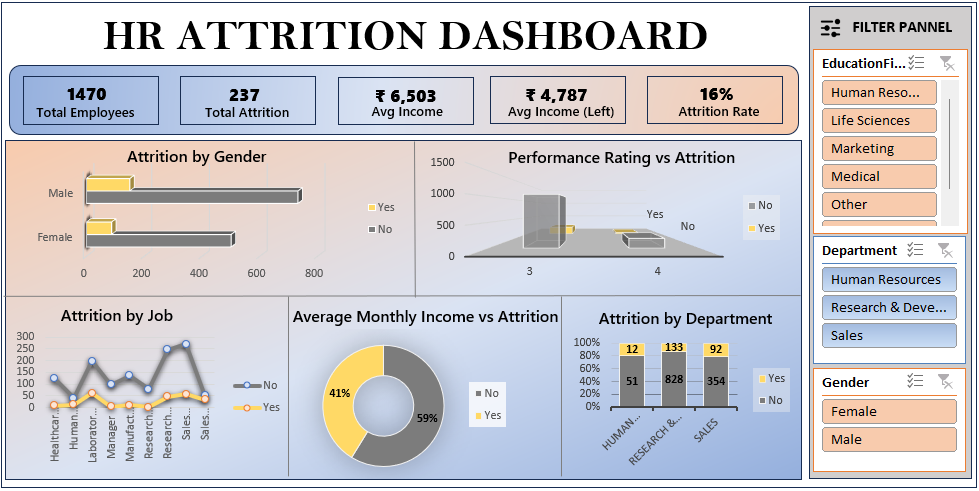 HR ATTRITION DASHBOARD
1470
Total Employees
237
Total Attrition
₹ 6,503
Avg Income
₹ 4,787
Avg Income (Left)
16%
Attrition Rate
Attrition by Gender
Male
Female
0
200
400
600
800
Yes
No
Performance Rating vs Attrition
1500
1000
500
0
3
4
Yes
No
No
Yes
Attrition by Job
300
250
200
150
100
50
0
Healthcar...
Human...
Laborator...
Manager
Manufact...
Research...
Research...
Sales...
Sales...
No
Yes
Average Monthly Income vs Attrition
41%
59%
No
Yes
Attrition by Department
100%
80%
60%
40%
20%
0%
12
133
92
51
828
354
HUMAN...
RESEARCH &...
SALES
Yes
No
FILTER PANNEL
EducationFi...
Human Reso...
Life Sciences
Marketing
Medical
Other
Department
Human Resources
Research & Deve...
Sales
Gender
Female
Male